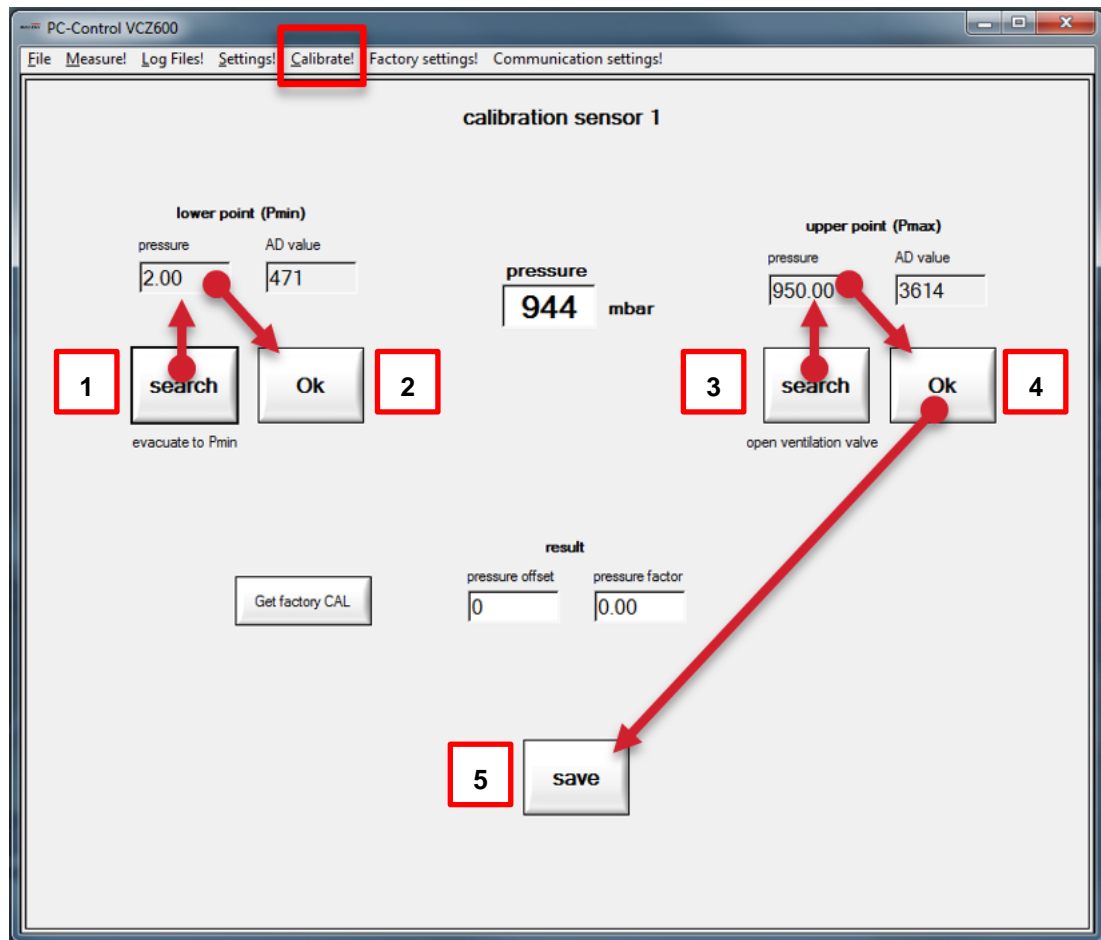 PC-Control VCZ600
File Measure! Log Files! Settings! Calibrate! Factory settings! Communication settings!
calibration sensor 1
lower point (Pmin)
pressure AD value
2.00 471
pressure
944 mbar
upper point (Pmax)
pressure AD value
950.00 3614
1 search Ok 2
evacuate to Pmin
3 search Ok 4
open ventilation valve
result
pressure offset pressure factor
Get factory CAL 0 0.00
5 save